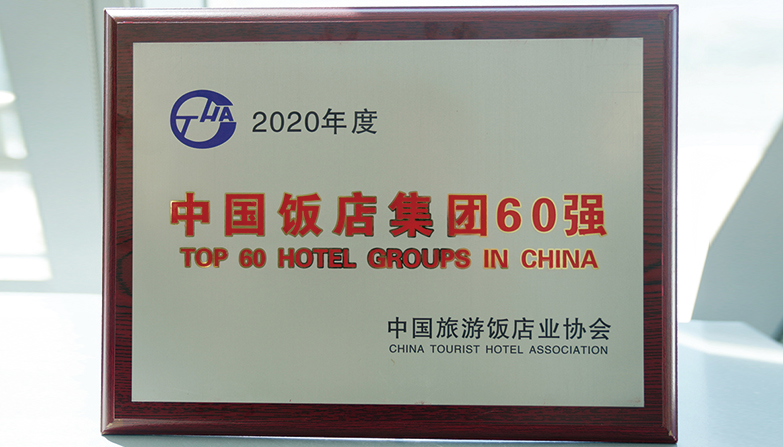 CTHA
2020年度
中国饭店集团60强
TOP 60 HOTEL GROUPS IN CHINA
中国旅游饭店业协会
CHINA TOURIST HOTEL ASSOCIATION